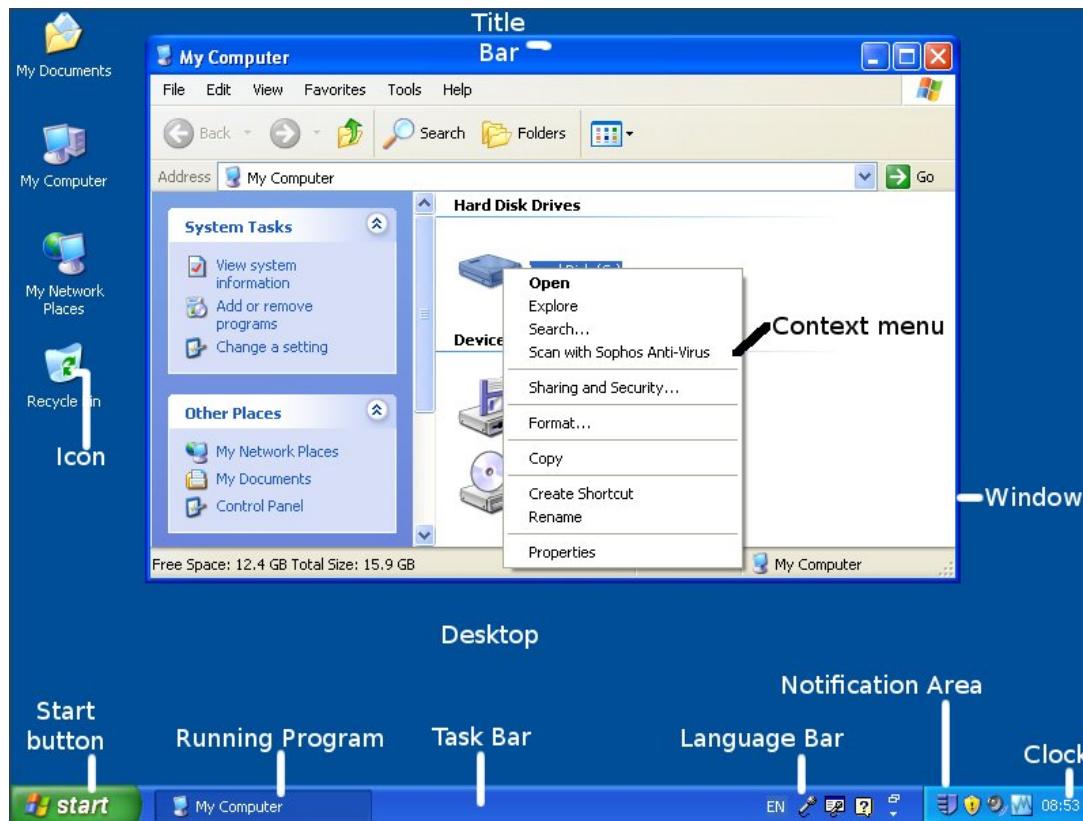 Title
Bar
My Documents
My Computer
My Network
Places
Recycle Bin
Icon
My Computer
File Edit View Favorites Tools Help
Back Search Folders
Address My Computer Go
System Tasks
View system
information
Add or remove
programs
Change a setting
Other Places
My Network Places
My Documents
Control Panel
Hard Disk Drives
Disk (C:)
Device
Open
Explore
Search...
Scan with Sophos Anti-Virus
Sharing and Security...
Format...
Copy
Create Shortcut
Rename
Properties
Context menu
Window
Free Space: 12.4 GB Total Size: 15.9 GB My Computer
Desktop
Notification Area
Start
button
Running Program
Task Bar
Language Bar
Clock
start My Computer EN 08:53